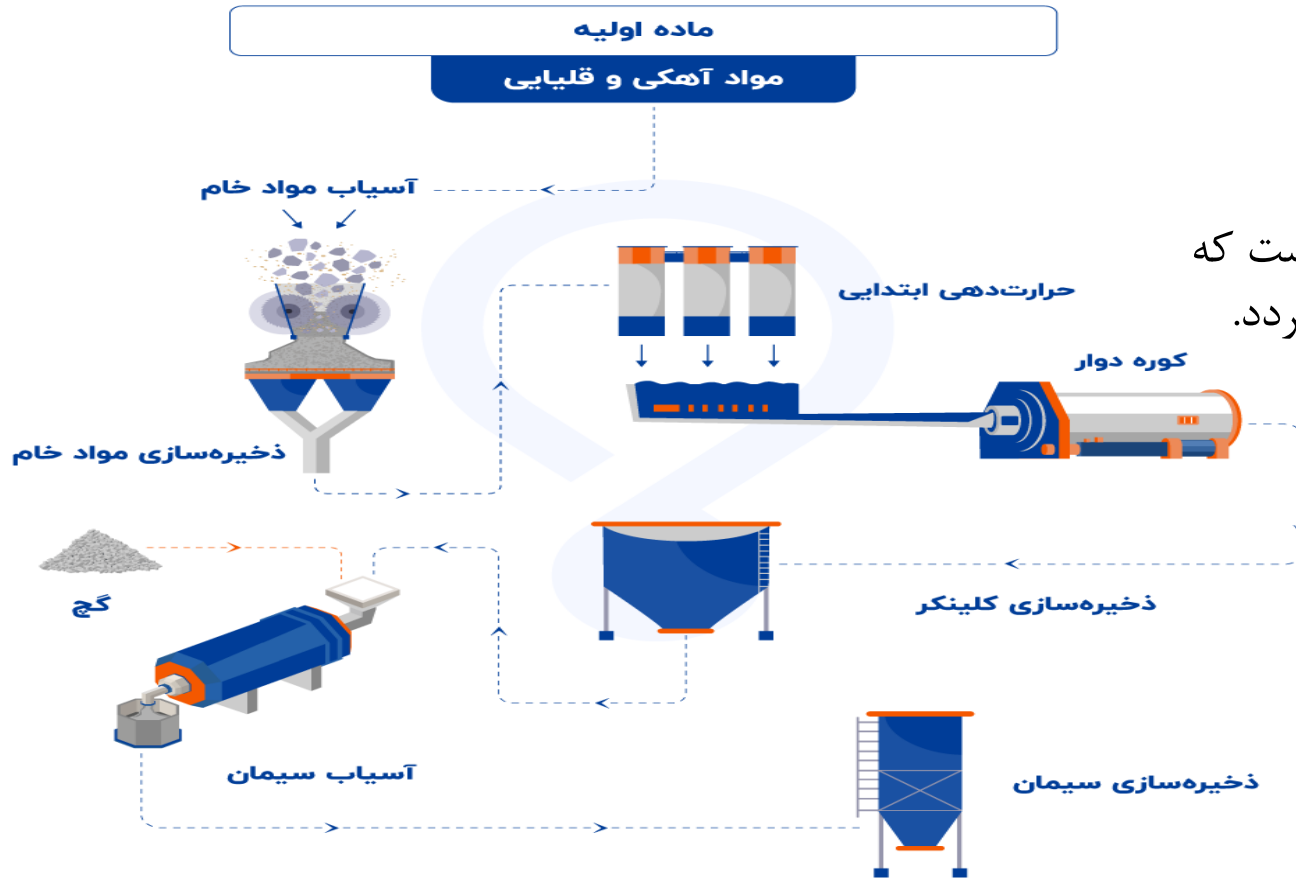 ماده اولیه
مواد آهکی و قلیایی
آسیاب مواد خام
حرارت‌دهی ابتدایی
که
کوره دوار
ذخیره‌سازی مواد خام
گچ
ذخیره‌سازی کلینکر
آسیاب سیمان
ذخیره‌سازی سیمان